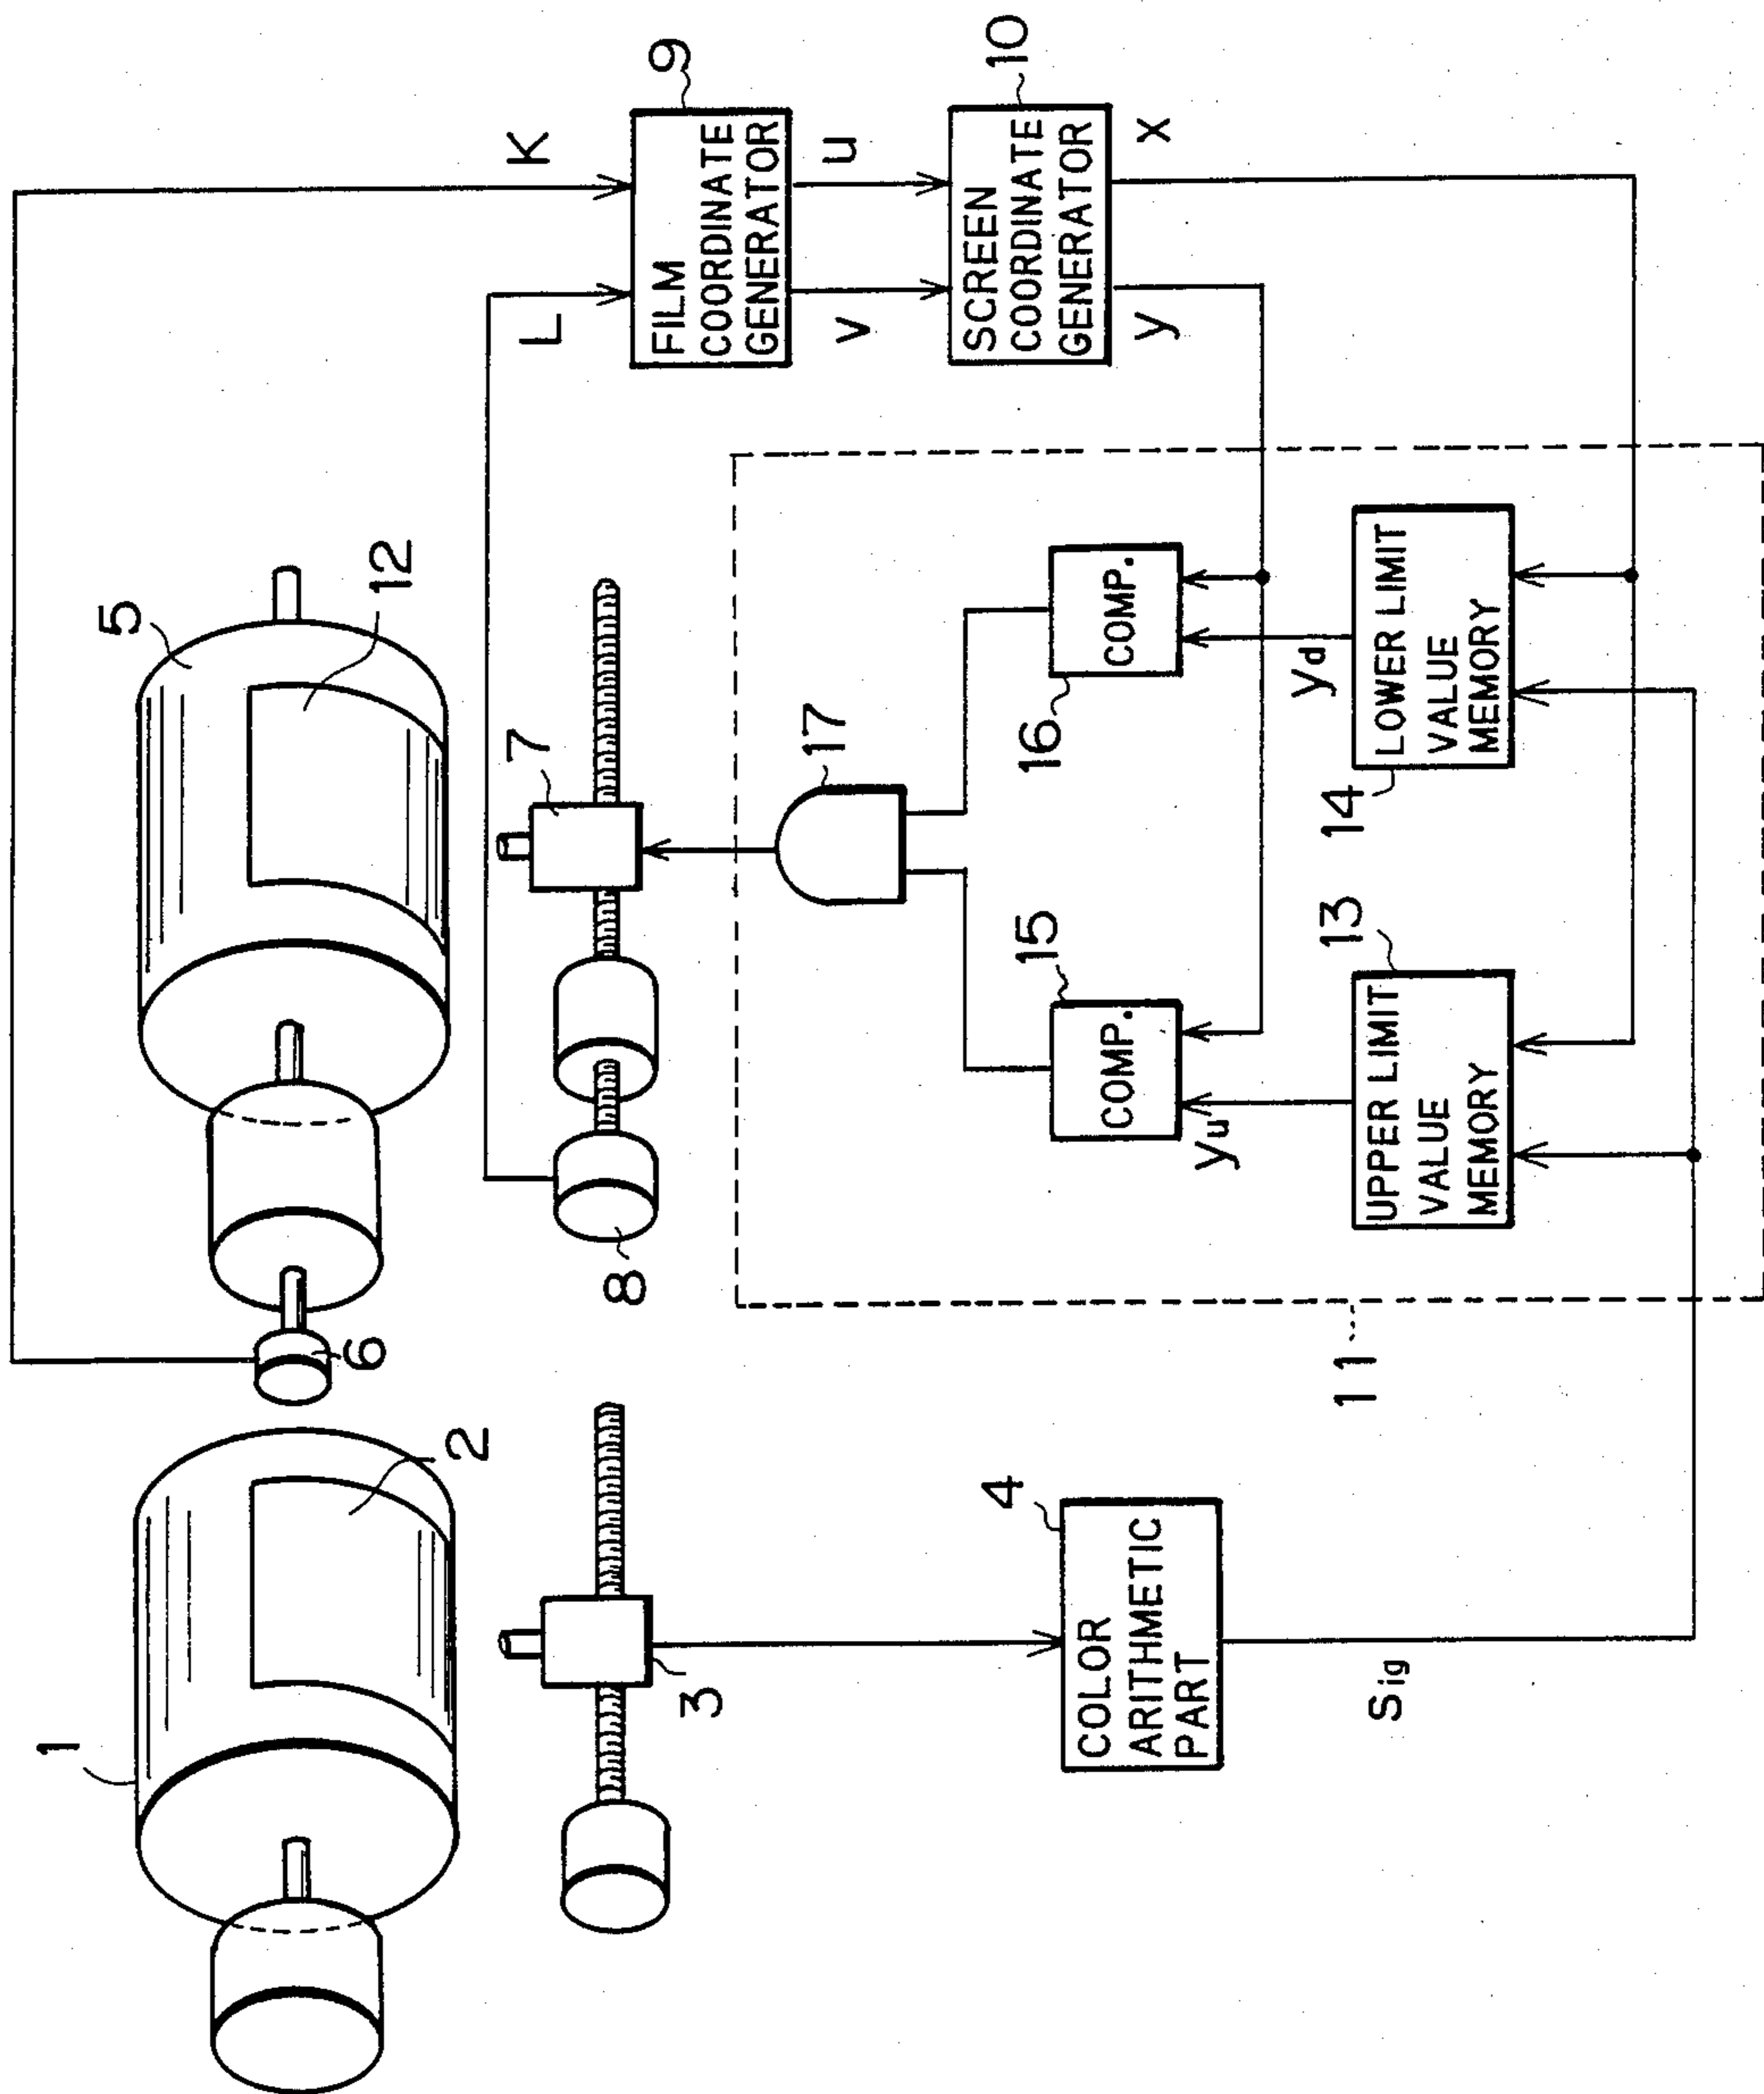 1
2
6
5
12
3
8
7
L
K
9
FILM
COORDINATE
GENERATOR
v
u
10
SCREEN
COORDINATE
GENERATOR
y
x
4
COLOR
ARITHMETIC
PART
Sig
11
17
15
COMP.
16
COMP.
yu
yd
13
UPPER LIMIT
VALUE
MEMORY
14
LOWER LIMIT
VALUE
MEMORY